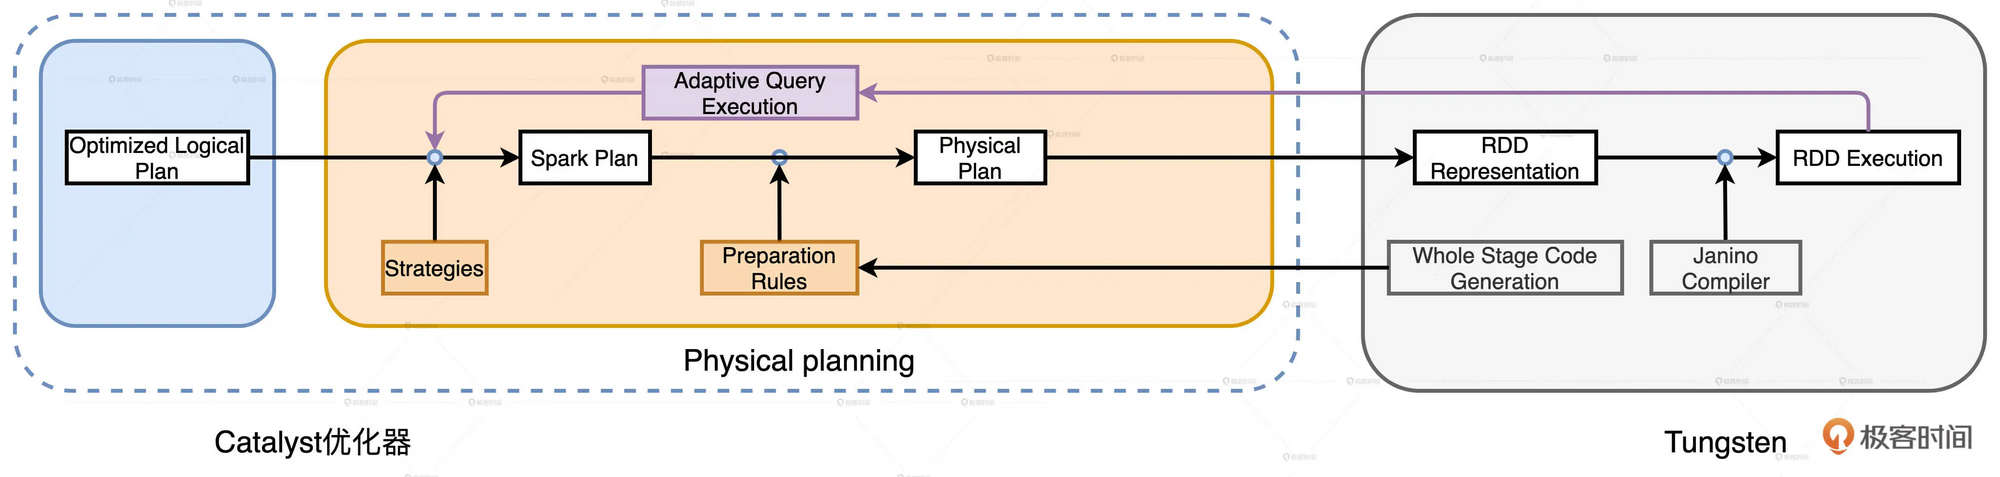 Adaptive Query
Execution
Optimized Logical
Plan
Spark Plan
Physical
Plan
RDD
Representation
RDD Execution
Strategies
Preparation
Rules
Whole Stage Code
Generation
Janino
Compiler
Physical planning
Catalyst优化器
Tungsten
极客时间